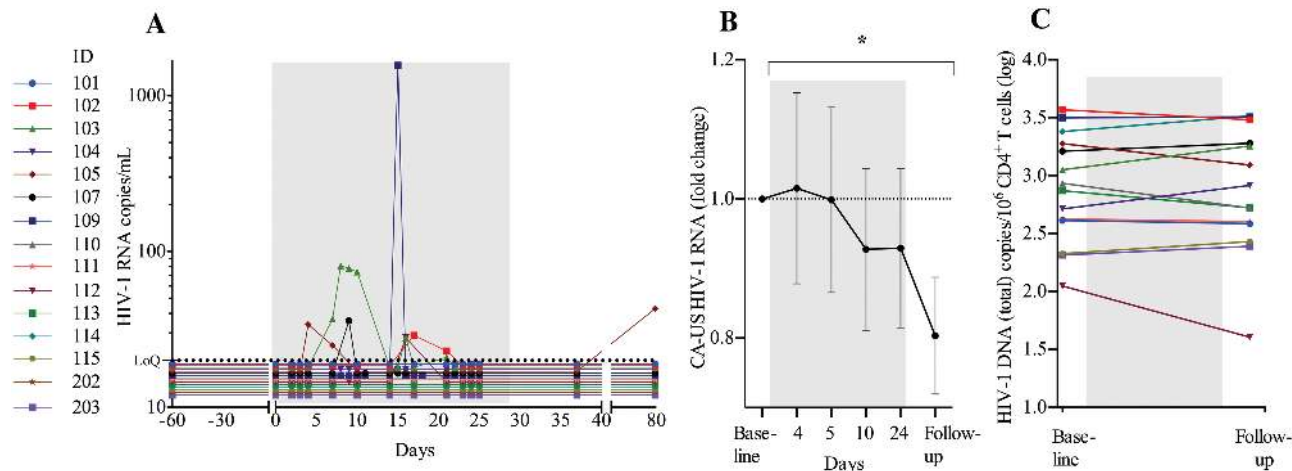 A
ID
101
102
103
104
105
107
109
110
111
112
113
114
115
202
203
HIV-1 RNA copies/mL
1000
100
LOQ
10
-60 -30 0 5 10 15 20 25 30 35 40 80
Days
B
*
CA-US HIV-1 RNA (fold change)
1.2
1.0
0.8
Base-
line
4 5 10 24
Follow-
up
Days
C
HIV-1 DNA (total) copies/10⁶ CD4⁺ T cells (log)
4.0
3.5
3.0
2.5
2.0
1.5
1.0
Base-
line
Follow-
up